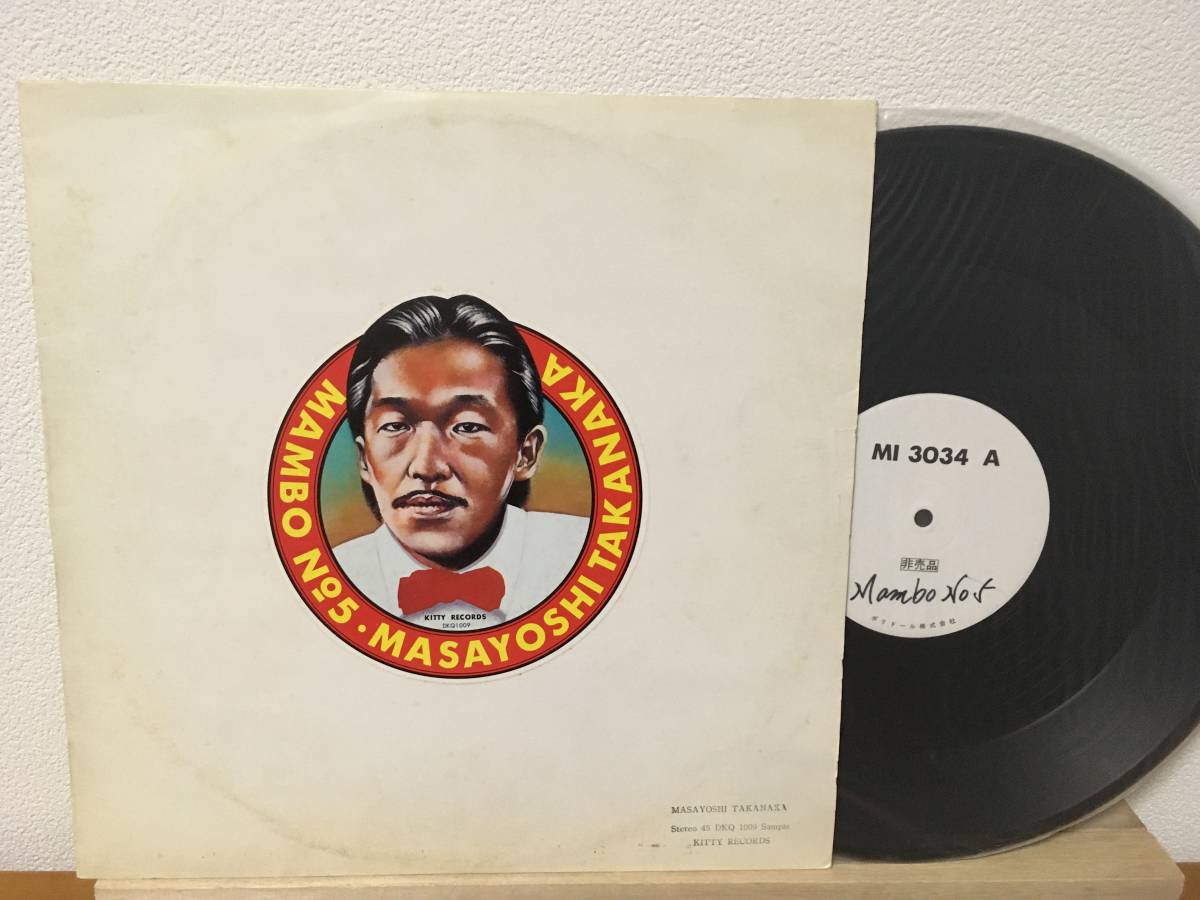 MAMBO Nº5 · MASAYOSHI TAKANAKA
KITTY RECORDS
DKQ1009
MASAYOSHI TAKANAKA
Stereo 45 DKQ 1009 Sample
KITTY RECORDS
MI 3034 A
非売品
Mambo No5
ポリドール株式会社